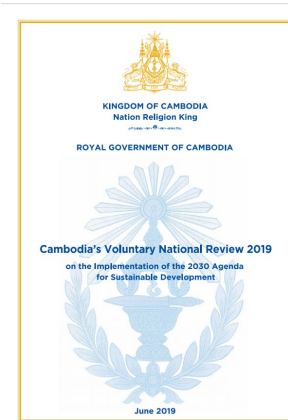 KINGDOM OF CAMBODIA
Nation Religion King
ROYAL GOVERNMENT OF CAMBODIA
Cambodia's Voluntary National Review 2019
on the Implementation of the 2030 Agenda
for Sustainable Development
June 2019